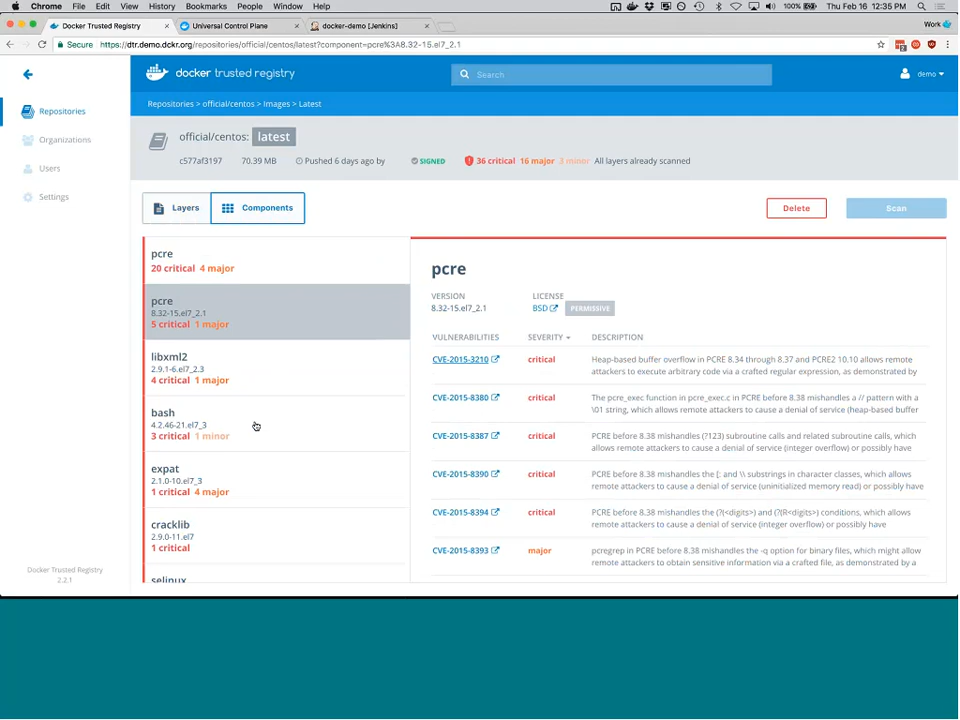 Chrome File Edit View History Bookmarks People Window Help 100% Thu Feb 16 12:35 PM
Docker Trusted Registry × Universal Control Plane × docker-demo [Jenkins] × Work
Secure https://dtr.demo.dckr.org/repositories/official/centos/latest?component=pcre%3A8.32-15.el7_2.1
docker trusted registry Search demo
Repositories > official/centos > Images > Latest
Repositories
Organizations
Users
Settings
official/centos: latest
c577af3197 70.39 MB Pushed 6 days ago by SIGNED 36 critical 16 major 3 minor All layers already scanned
Layers Components Delete Scan
pcre
20 critical 4 major
pcre
8.32-15.el7_2.1
5 critical 1 major
libxml2
2.9.1-6.el7_2.3
4 critical 1 major
bash
4.2.46-21.el7_3
3 critical 1 minor
expat
2.1.0-10.el7_3
1 critical 4 major
cracklib
2.9.0-11.el7
1 critical
selinux
pcre
VERSION LICENSE
8.32-15.el7_2.1 BSD PERMISSIVE
VULNERABILITIES SEVERITY DESCRIPTION
CVE-2015-3210 critical Heap-based buffer overflow in PCRE 8.34 through 8.37 and PCRE2 10.10 allows remote
attackers to execute arbitrary code via a crafted regular expression, as demonstrated by
CVE-2015-8380 critical The pcre_exec function in pcre_exec.c in PCRE before 8.38 mishandles a // pattern with a
\01 string, which allows remote attackers to cause a denial of service (heap-based buffer
CVE-2015-8387 critical PCRE before 8.38 mishandles (?123) subroutine calls and related subroutine calls, which
allows remote attackers to cause a denial of service (integer overflow) or possibly have
CVE-2015-8390 critical PCRE before 8.38 mishandles the [: and \\ substrings in character classes, which allows
remote attackers to cause a denial of service (uninitialized memory read) or possibly have
CVE-2015-8394 critical PCRE before 8.38 mishandles the (?(<digits>) and (?(R<digits>) conditions, which allows
remote attackers to cause a denial of service (integer overflow) or possibly have
CVE-2015-8393 major pcregrep in PCRE before 8.38 mishandles the -q option for binary files, which might allow
remote attackers to obtain sensitive information via a crafted file, as demonstrated by a
Docker Trusted Registry
2.2.1